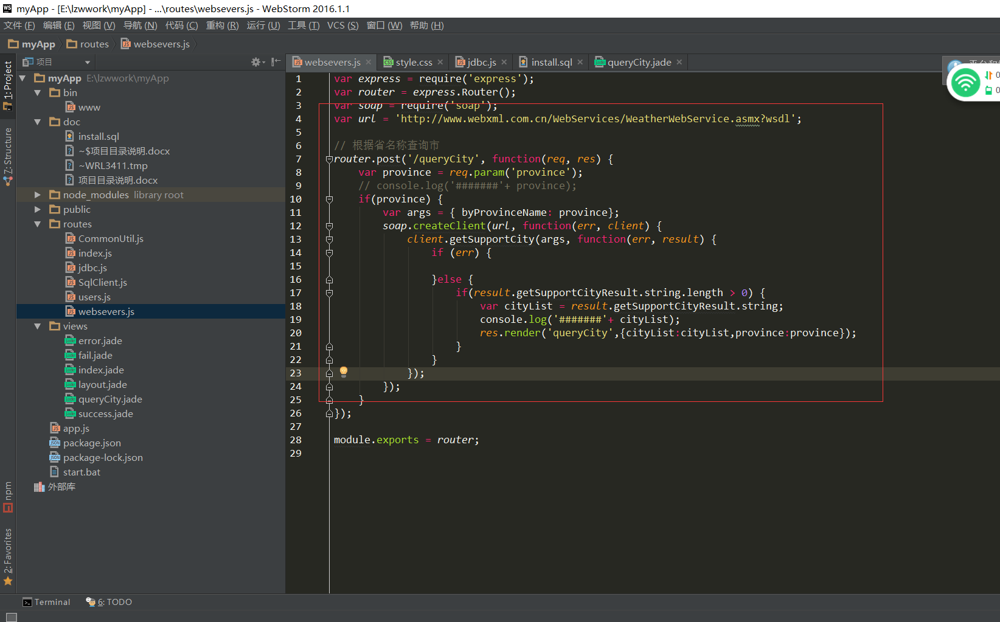 WS myApp - [E:\lzwwork\myApp] - ...\routes\websevers.js - WebStorm 2016.1.1
文件 (F) 编辑 (E) 视图 (V) 导航 (N) 代码 (C) 重构 (R) 运行 (U) 工具 (T) VCS (S) 窗口 (W) 帮助 (H)
myApp routes websevers.js
1: Project
7: Structure
npm
2: Favorites
项目
myApp E:\lzwwork\myApp
bin
www
doc
install.sql
~$项目目录说明.docx
~WRL3411.tmp
项目目录说明.docx
node_modules library root
public
routes
CommonUtil.js
index.js
jdbc.js
SqlClient.js
users.js
websevers.js
views
error.jade
fail.jade
index.jade
layout.jade
queryCity.jade
success.jade
app.js
package.json
package-lock.json
start.bat
外部库
websevers.js style.css jdbc.js install.sql queryCity.jade
1 var express = require('express');
2 var router = express.Router();
3 var soap = require('soap');
4 var url = 'http://www.webxml.com.cn/WebServices/WeatherWebService.asmx?wsdl';
5
6 // 根据省名称查询市
7 router.post('/queryCity', function(req, res) {
8 var province = req.param('province');
9 // console.log('#######'+ province);
10 if(province) {
11 var args = { byProvinceName: province};
12 soap.createClient(url, function(err, client) {
13 client.getSupportCity(args, function(err, result) {
14 if (err) {
15
16 }else {
17 if(result.getSupportCityResult.string.length > 0) {
18 var cityList = result.getSupportCityResult.string;
19 console.log('#######'+ cityList);
20 res.render('queryCity',{cityList:cityList,province:province});
21 }
22 }
23 });
24 });
25 }
26 });
27
28 module.exports = router;
29
0
0
Terminal 6: TODO